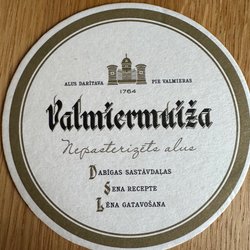 ALUS DARĪTAVA PIE VALMIERAS
1764
Valmiermuiža
Nepasterizēts alus
DABĪGAS SASTĀVDAĻAS
SENA RECEPTE
LĒNA GATAVOŠANA